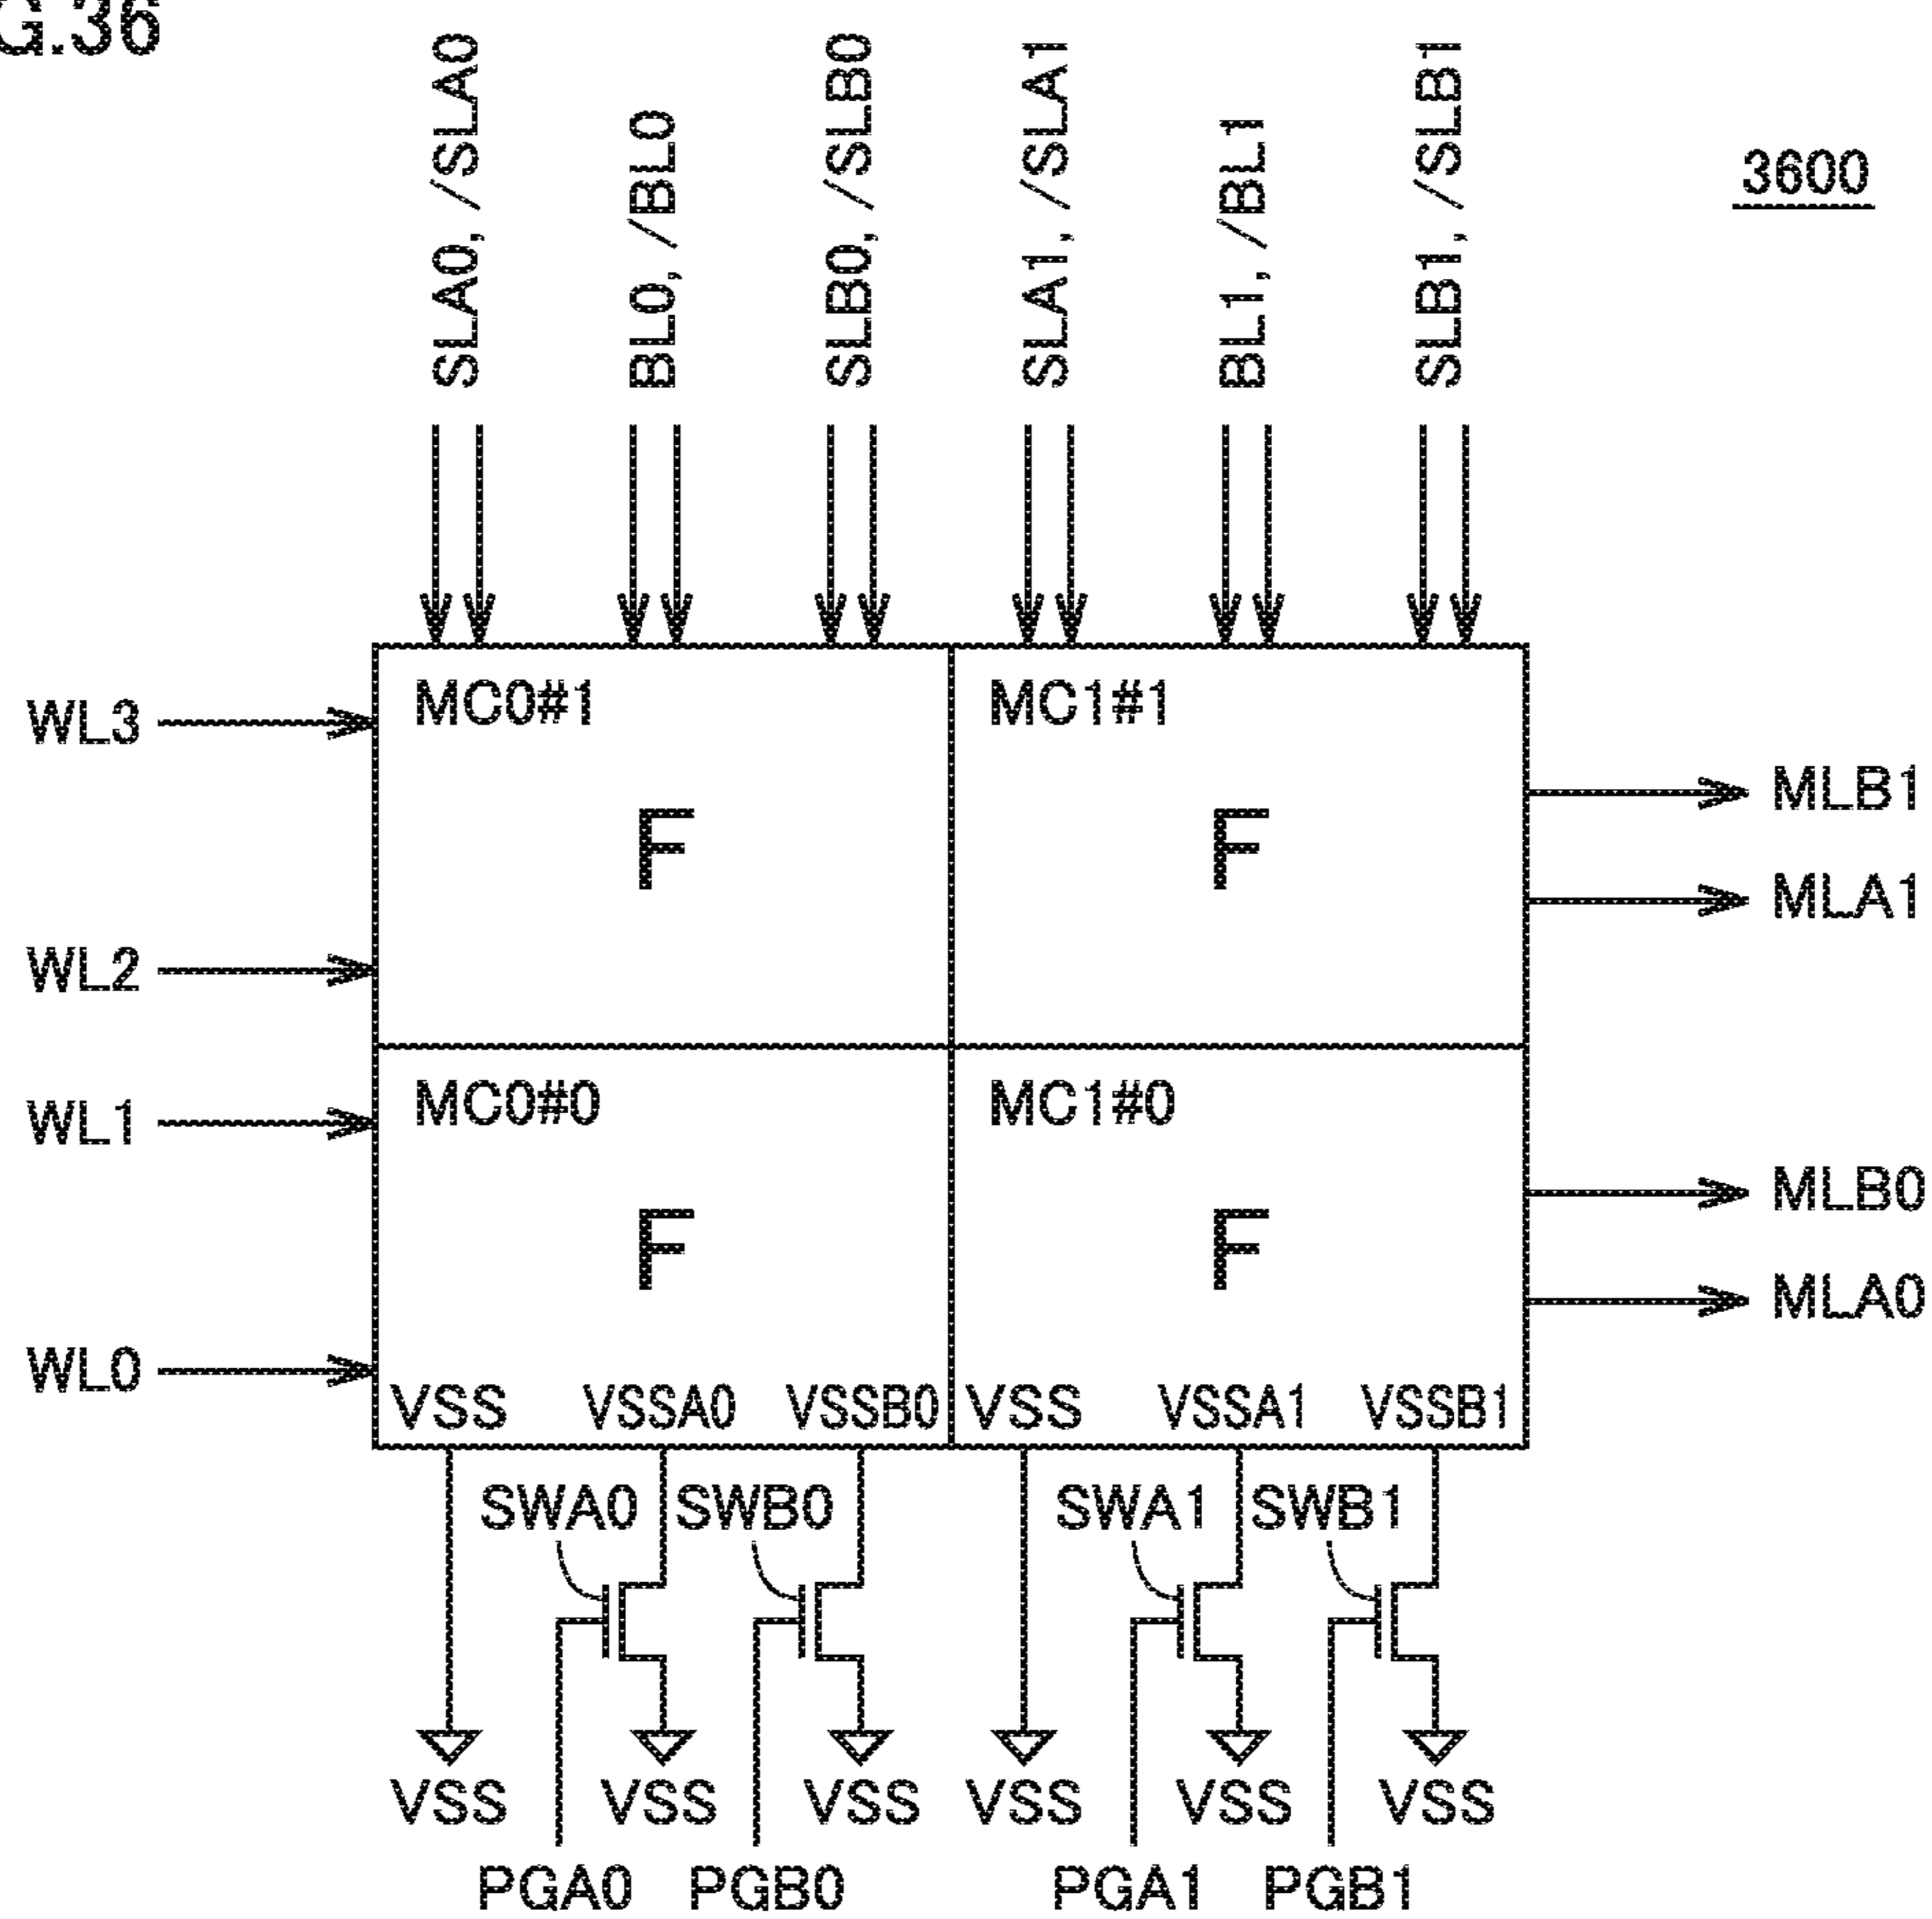 G.36
SLA0, /SLA0
BL0, /BL0
SLB0, /SLB0
SLA1, /SLA1
BL1, /BL1
SLB1, /SLB1
3600
WL3
MC0#1
MC1#1
F
F
MLB1
MLA1
WL2
MC0#0
MC1#0
WL1
F
F
MLB0
MLA0
WL0
VSS
VSSA0
VSSB0
VSS
VSSA1
VSSB1
SWA0
SWB0
SWA1
SWB1
VSS
VSS
VSS
VSS
VSS
VSS
PGA0
PGB0
PGA1
PGB1